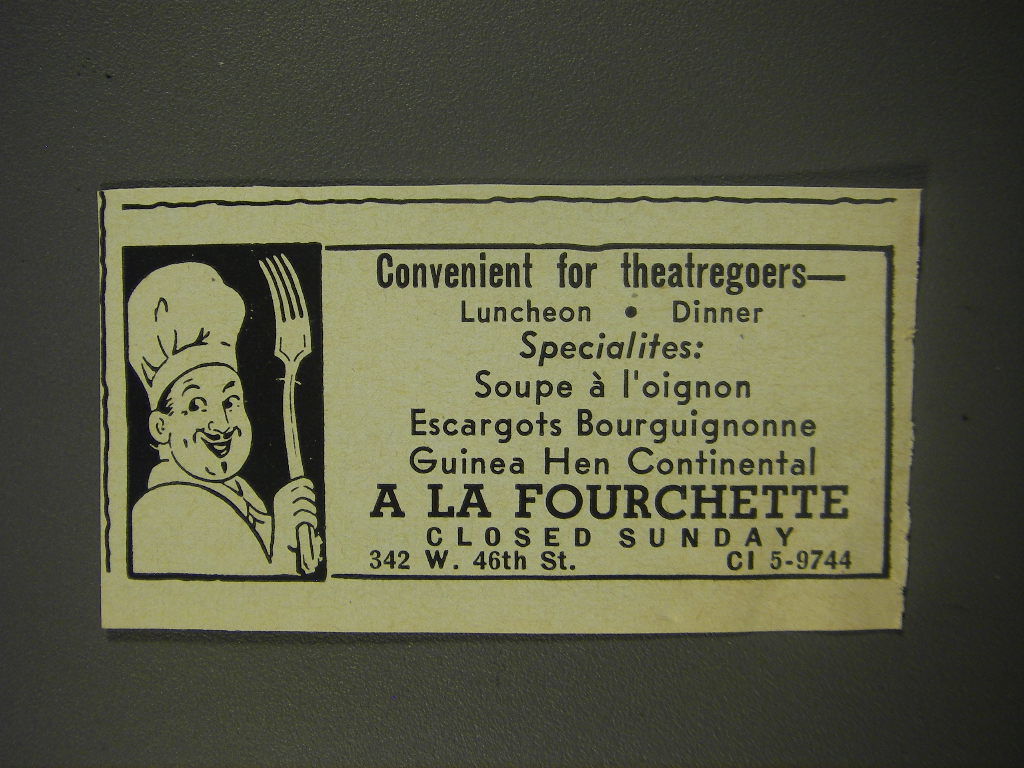 Convenient for theatregoers—
Luncheon • Dinner
Specialites:
Soupe à l'oignon
Escargots Bourguignonne
Guinea Hen Continental
A LA FOURCHETTE
CLOSED SUNDAY
342 W. 46th St. CI 5-9744